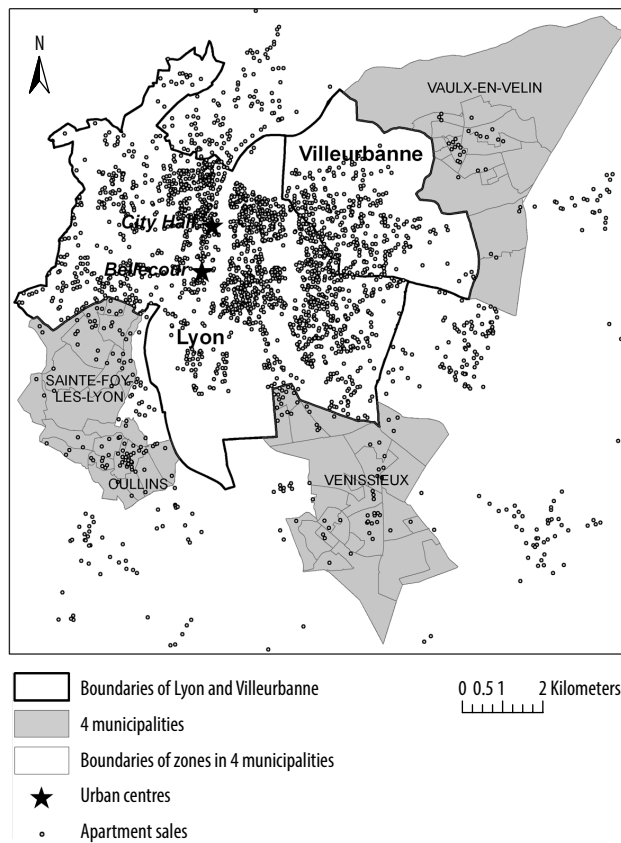 N
VAULX-EN-VELIN
Villeurbanne
City Hall
Bellecour
Lyon
SAINTE-FOY-
LES-LYON
OULLINS
VENISSIEUX
Boundaries of Lyon and Villeurbanne
0 0.5 1 2 Kilometers
4 municipalities
Boundaries of zones in 4 municipalities
Urban centres
Apartment sales